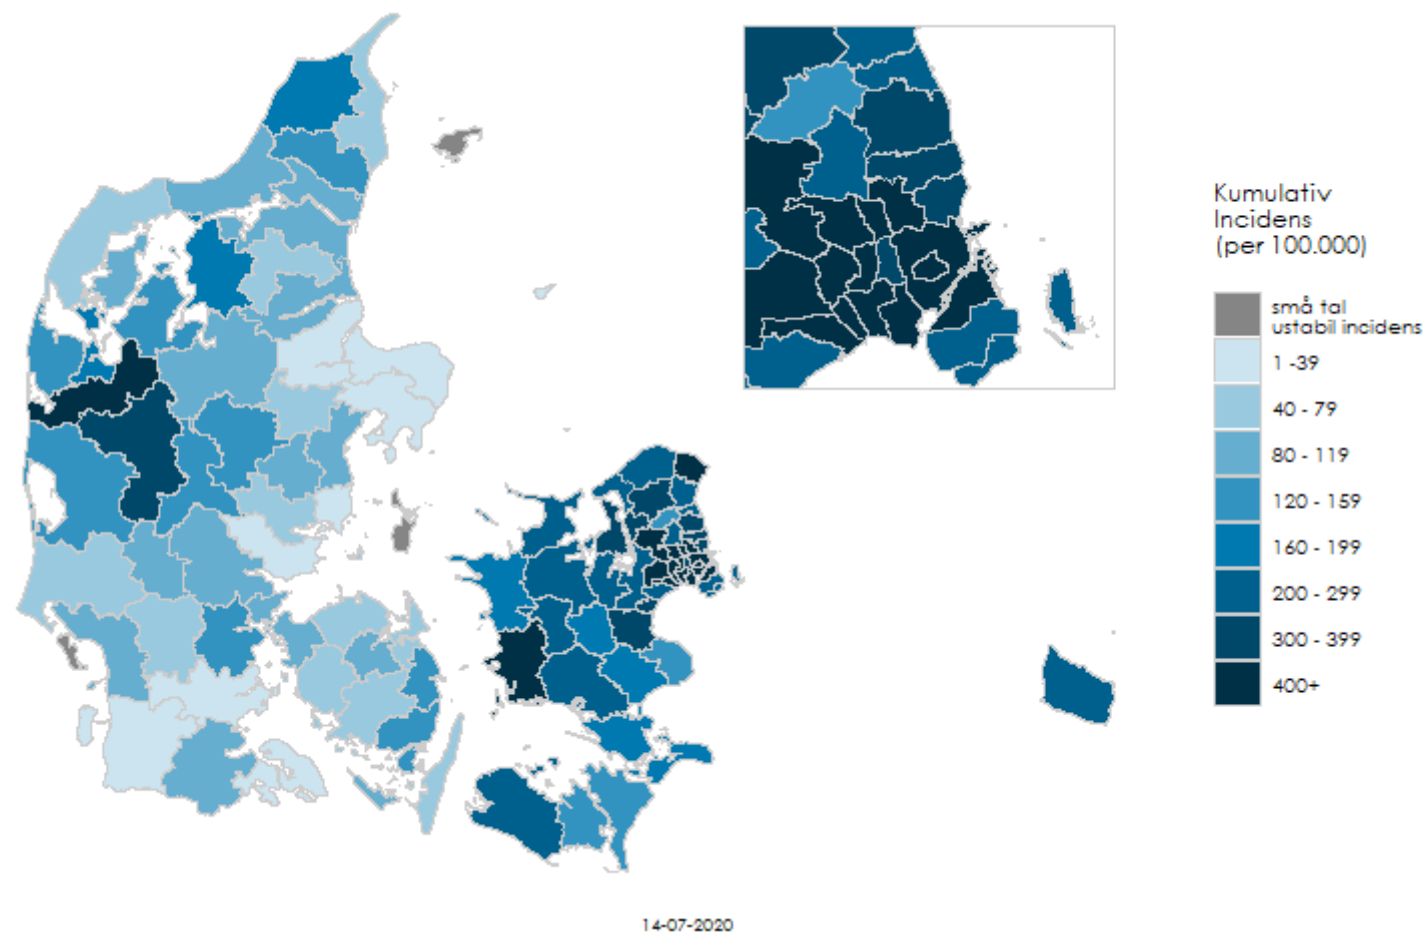 Kumulativ
Incidens
(per 100.000)
små tal
ustabil incidens
1 -39
40 - 79
80 - 119
120 - 159
160 - 199
200 - 299
300 - 399
400+
14-07-2020